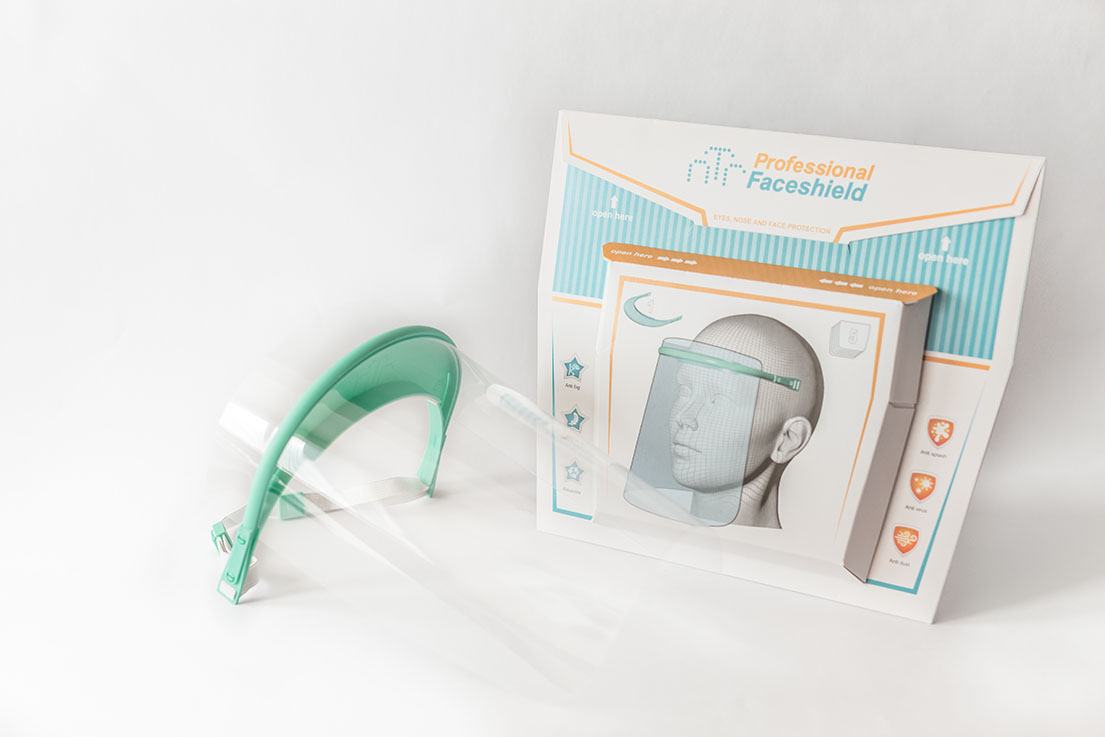 Professional
Faceshield
EYES, NOSE AND FACE PROTECTION
open here
open here
open here
open here
Anti fog
Anti splash
Anti virus
Anti dust